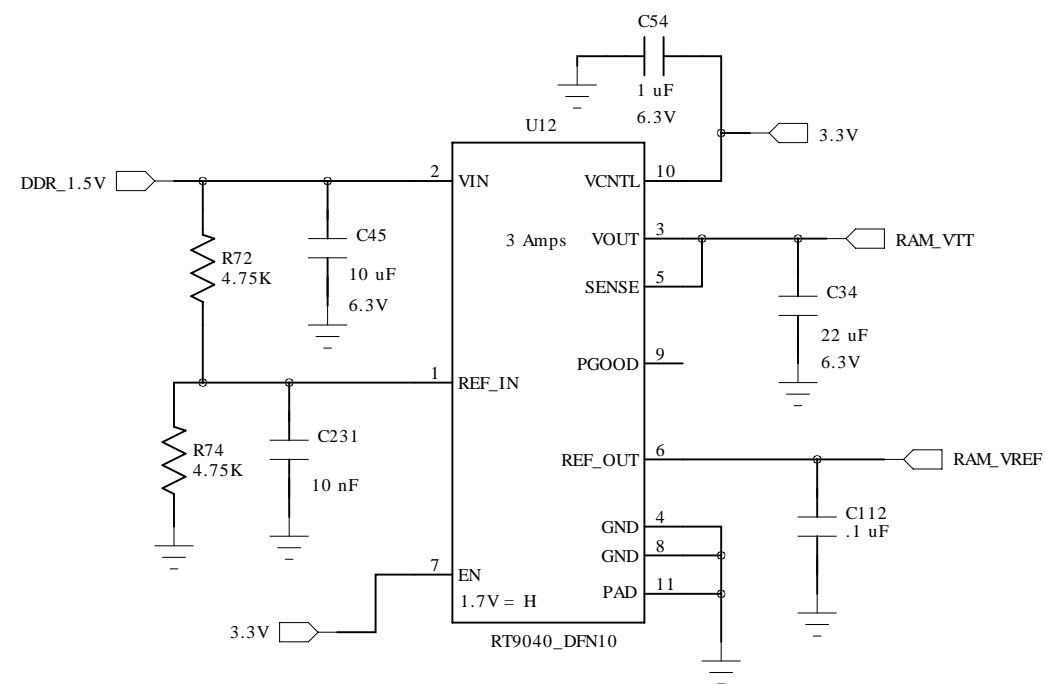 C54
1 uF
6.3V
3.3V
U12
DDR_1.5V
2
VIN
VCNTL
10
C45
10 uF
6.3V
R72
4.75K
3 Amps
VOUT
3
RAM_VTT
SENSE
5
C34
22 uF
6.3V
PGOOD
9
1
REF_IN
R74
4.75K
C231
10 nF
REF_OUT
6
RAM_VREF
C112
.1 uF
GND
4
GND
8
PAD
11
7
EN
1.7V = H
3.3V
RT9040_DFN10